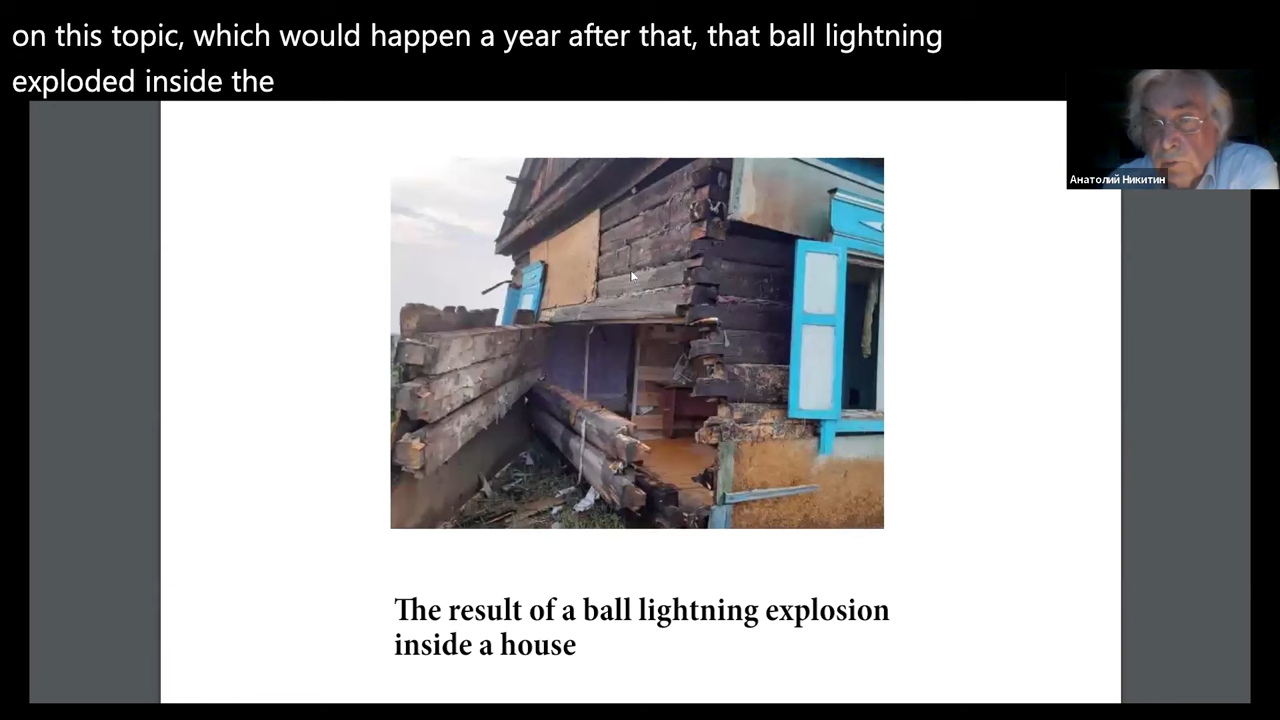 on this topic, which would happen a year after that, that ball lightning
exploded inside the
Анатолий Никитин
The result of a ball lightning explosion
inside a house